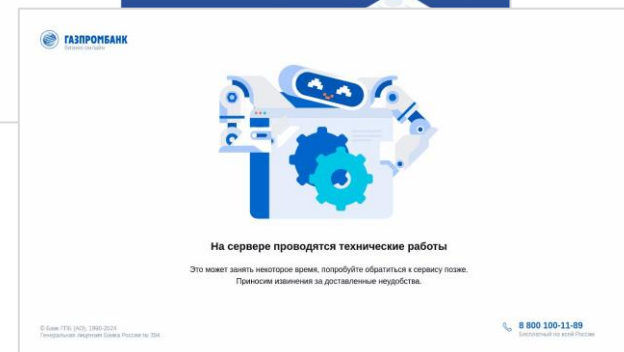 ГАЗПРОМБАНК
бизнес-онлайн
На сервере проводятся технические работы
Это может занять некоторое время, попробуйте обратиться к сервису позже.
Приносим извинения за доставленные неудобства.
© Банк ГПБ (АО), 1990-2024
Генеральная лицензия Банка России № 354
8 800 100-11-89
Бесплатный по всей России